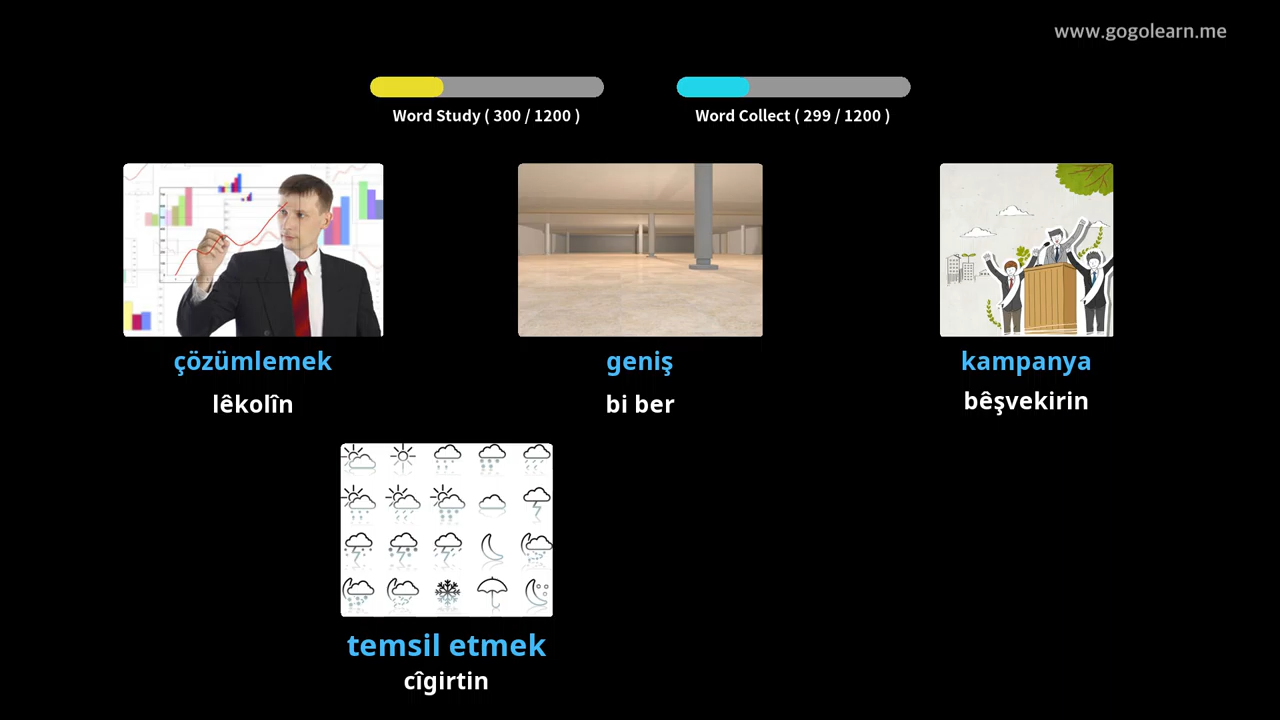 www.gogolearn.me
Word Study ( 300 / 1200 )
Word Collect ( 299 / 1200 )
çözümlemek
lêkolîn
geniş
bi ber
kampanya
bêşvekirin
temsil etmek
cîgirtin